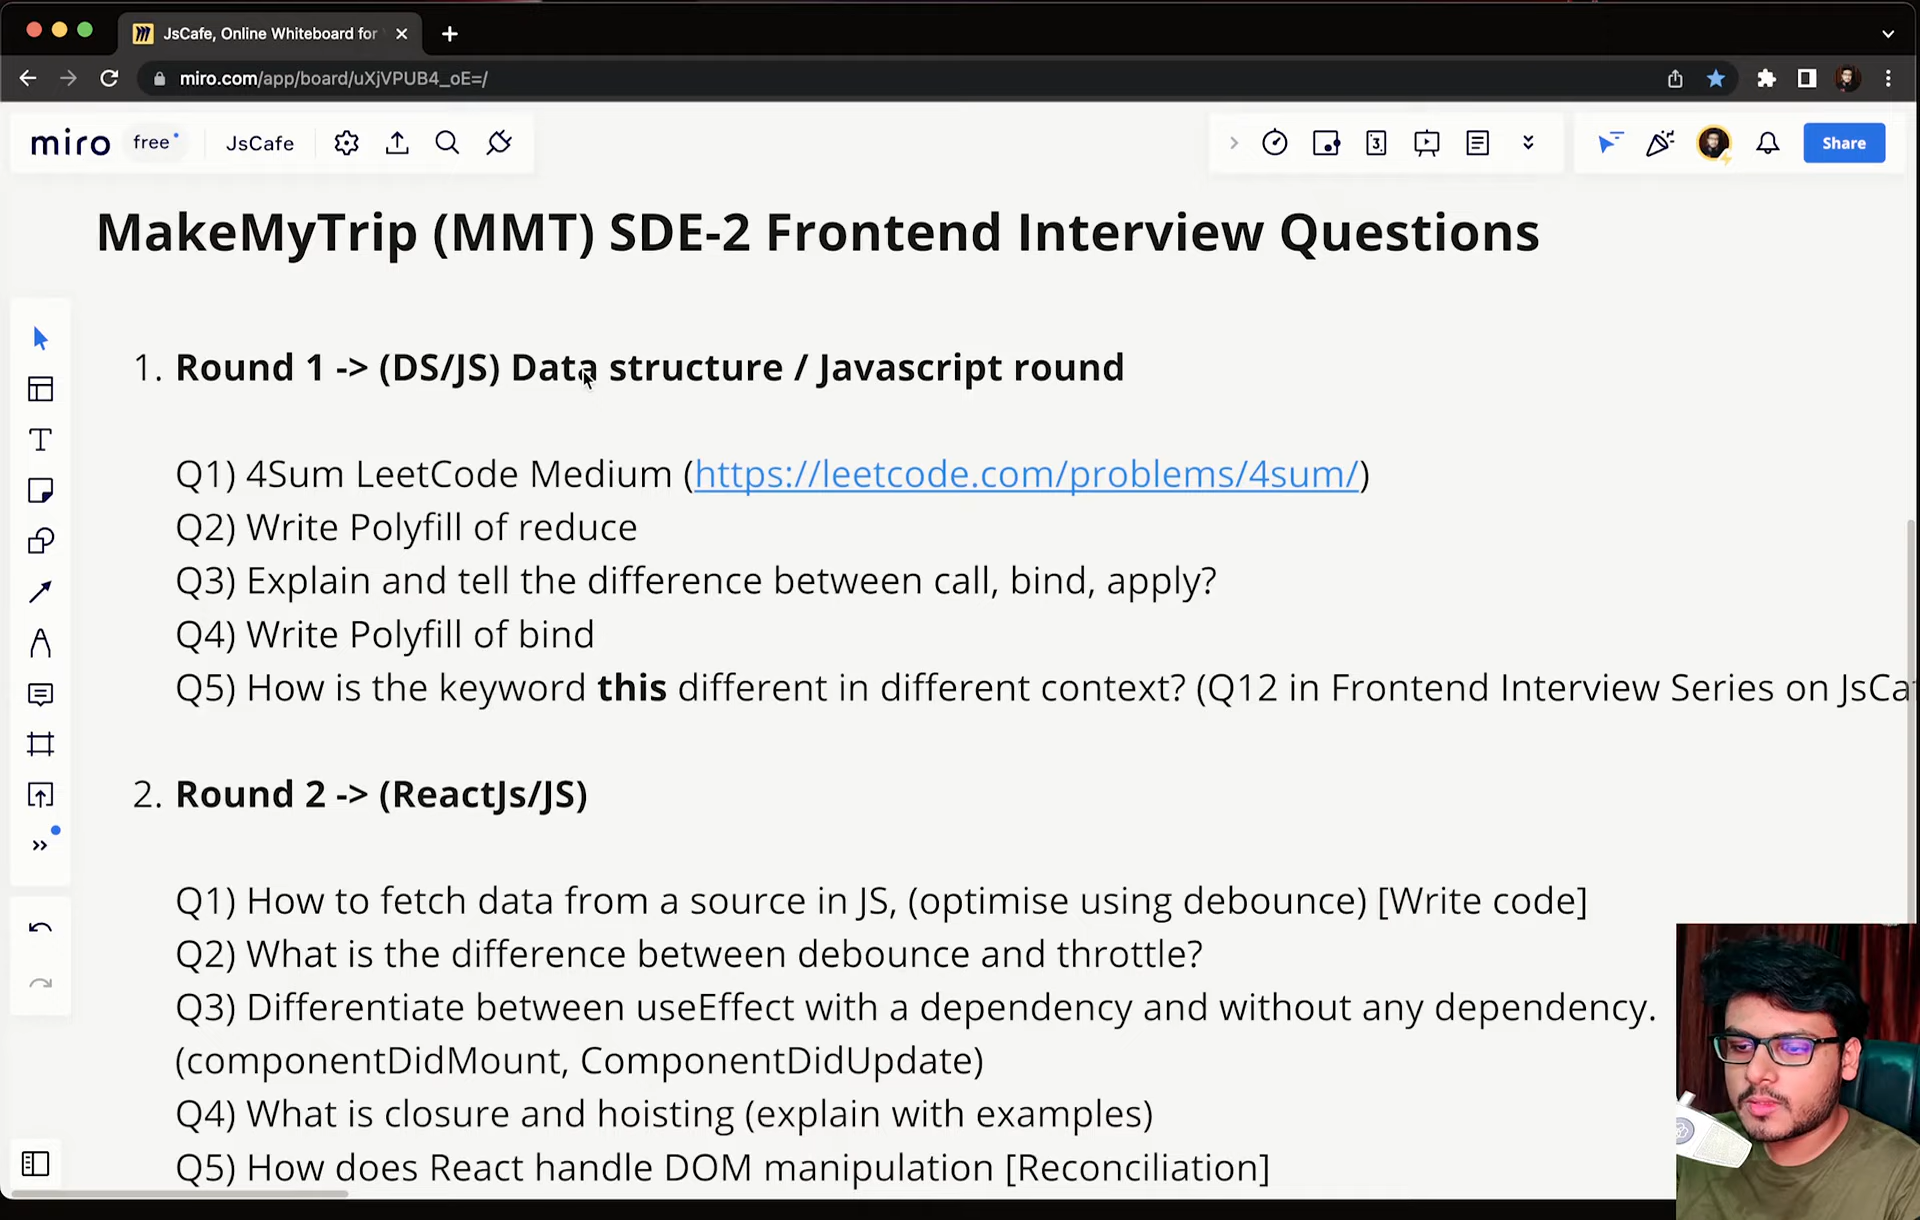 JsCafe, Online Whiteboard for
miro.com/app/board/uXjVPUB4_oE=/
miro free JsCafe
3
Share
MakeMyTrip (MMT) SDE-2 Frontend Interview Questions
1. Round 1 -> (DS/JS) Data structure / Javascript round
Q1) 4Sum LeetCode Medium (https://leetcode.com/problems/4sum/)
Q2) Write Polyfill of reduce
Q3) Explain and tell the difference between call, bind, apply?
Q4) Write Polyfill of bind
Q5) How is the keyword this different in different context? (Q12 in Frontend Interview Series on JsCa
2. Round 2 -> (ReactJs/JS)
Q1) How to fetch data from a source in JS, (optimise using debounce) [Write code]
Q2) What is the difference between debounce and throttle?
Q3) Differentiate between useEffect with a dependency and without any dependency.
(componentDidMount, ComponentDidUpdate)
Q4) What is closure and hoisting (explain with examples)
Q5) How does React handle DOM manipulation [Reconciliation]